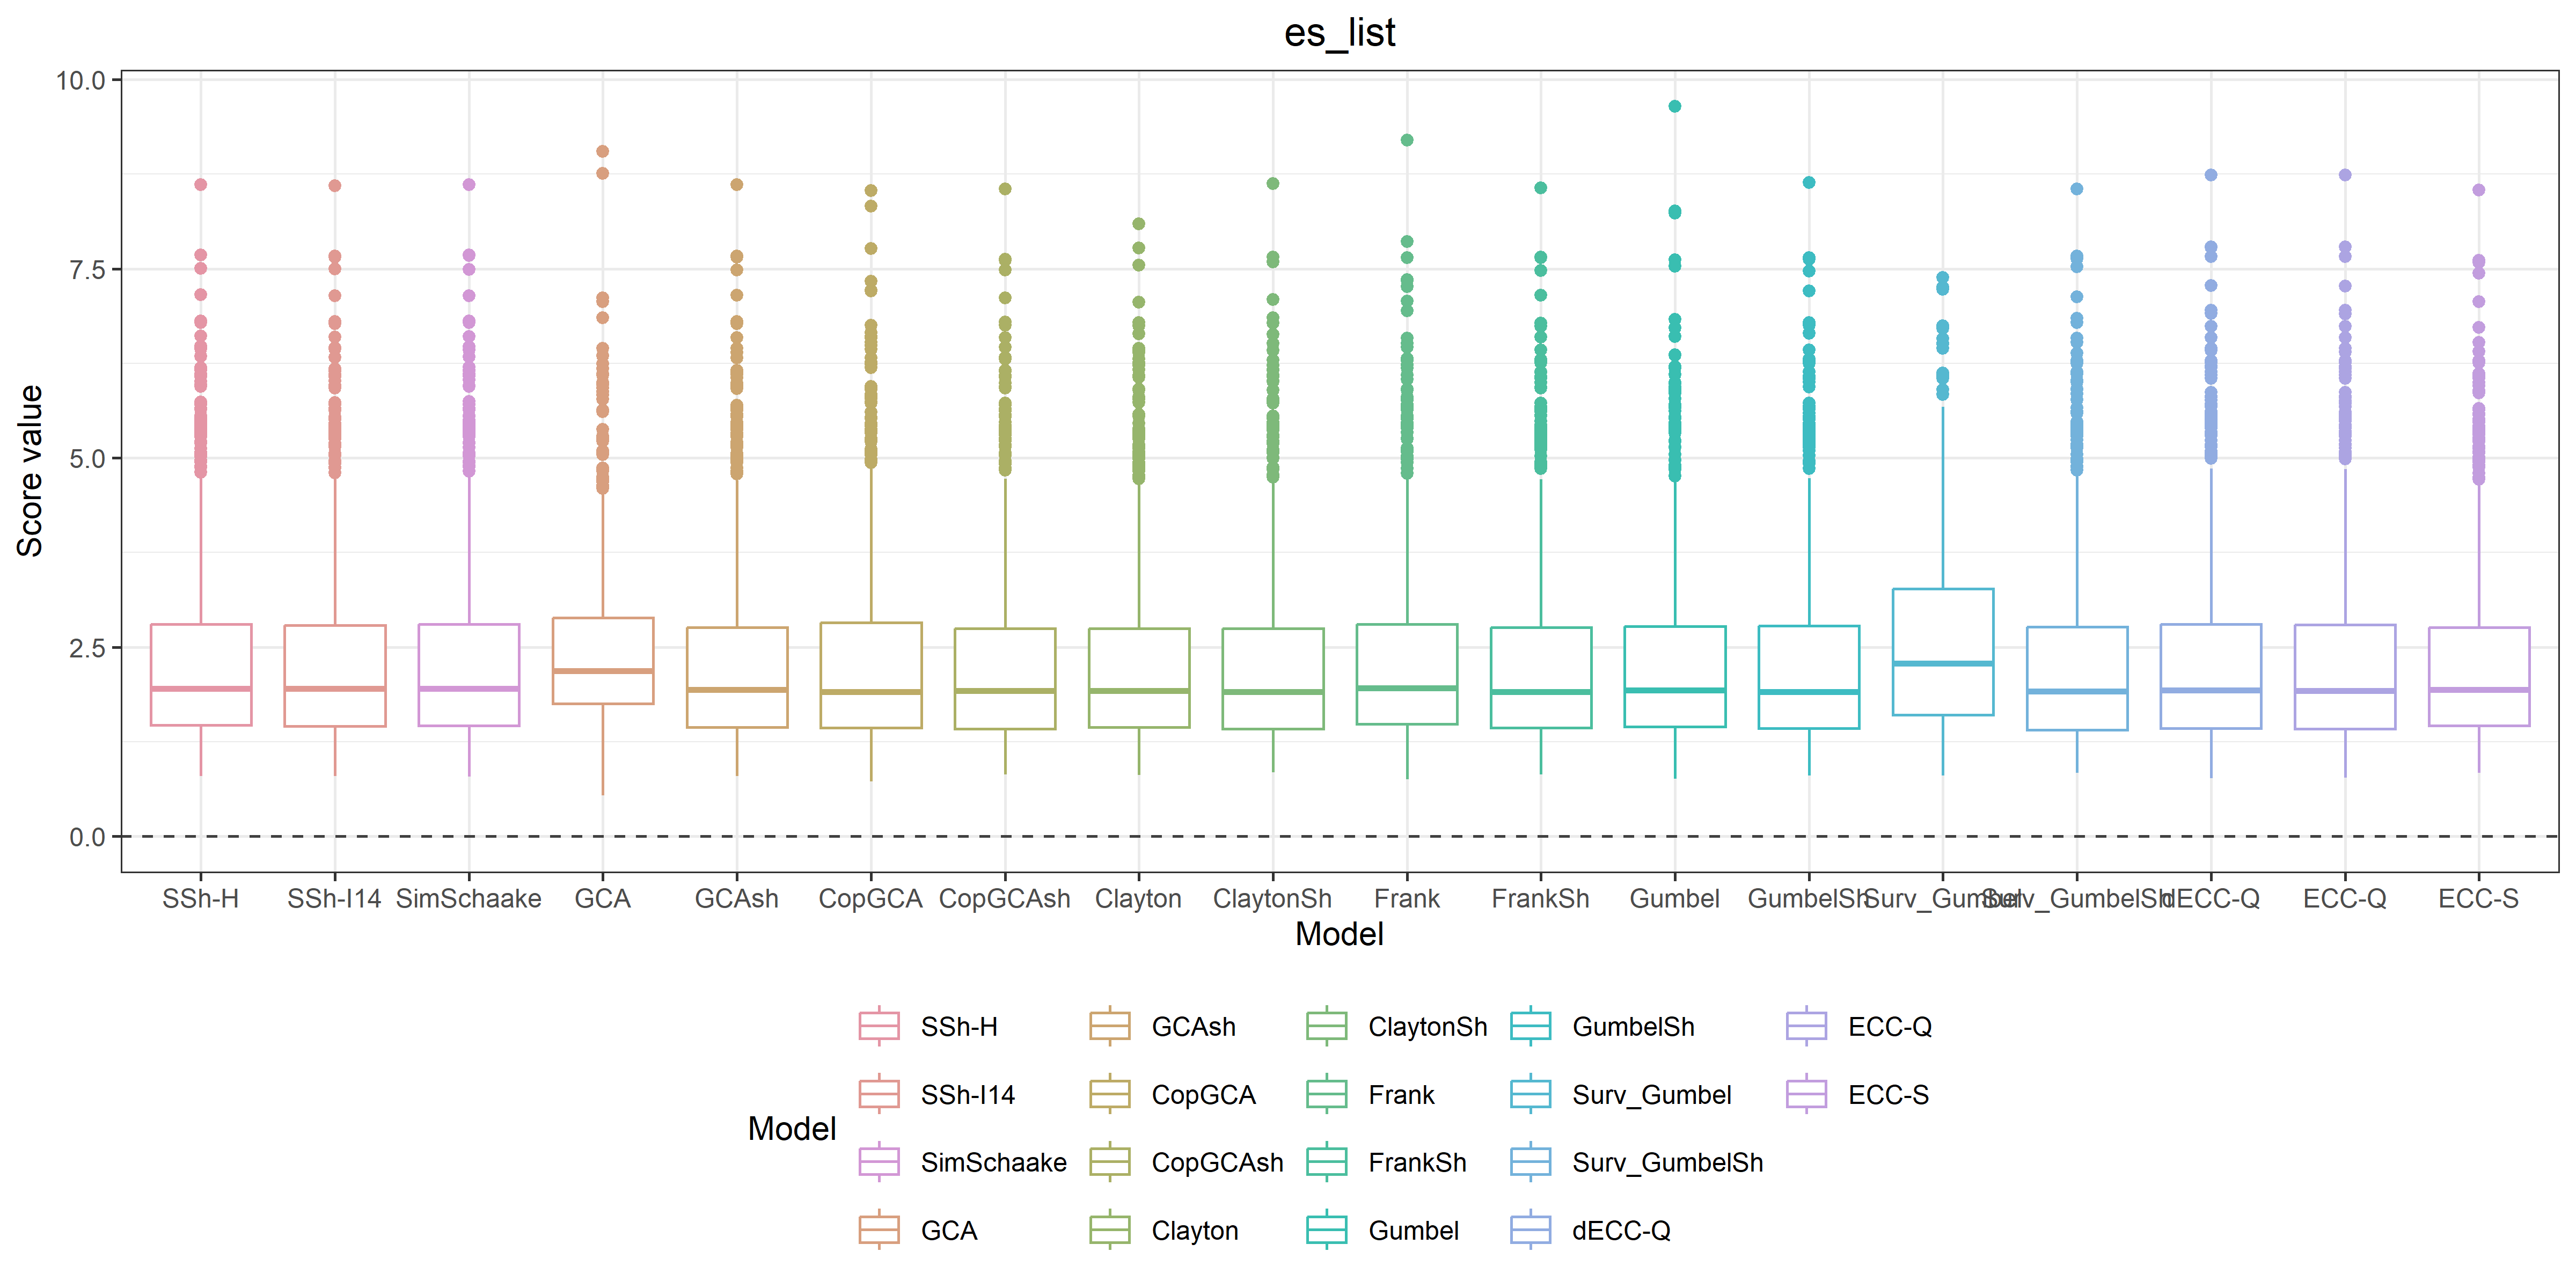 es_list
10.0
7.5
5.0
2.5
0.0
Score value
SSh-H SSh-I14 SimSchaake GCA GCAsh CopGCA CopGCAsh Clayton ClaytonSh Frank FrankSh Gumbel GumbelSh Surv_Gumbel Surv_GumbelSh dECC-Q ECC-Q ECC-S
Model
SSh-H GCAsh ClaytonSh GumbelSh ECC-Q
SSh-I14 CopGCA Frank Surv_Gumbel ECC-S
Model
SimSchaake CopGCAsh FrankSh Surv_GumbelSh
GCA Clayton Gumbel dECC-Q